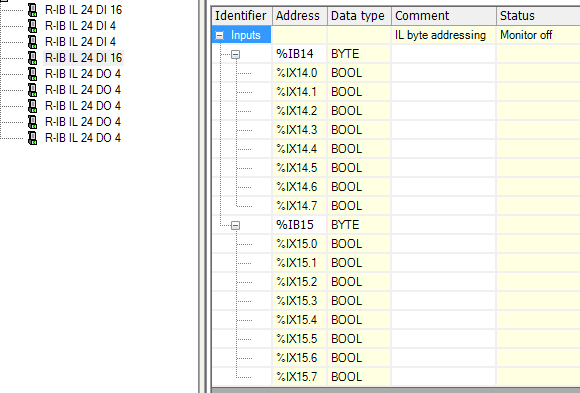 R-IB IL 24 DI 16
R-IB IL 24 DI 4
R-IB IL 24 DI 4
R-IB IL 24 DI 16
R-IB IL 24 DO 4
R-IB IL 24 DO 4
R-IB IL 24 DO 4
R-IB IL 24 DO 4
R-IB IL 24 DO 4
Identifier Address Data type Comment Status
Inputs IL byte addressing Monitor off
%IB14 BYTE
%IX14.0 BOOL
%IX14.1 BOOL
%IX14.2 BOOL
%IX14.3 BOOL
%IX14.4 BOOL
%IX14.5 BOOL
%IX14.6 BOOL
%IX14.7 BOOL
%IB15 BYTE
%IX15.0 BOOL
%IX15.1 BOOL
%IX15.2 BOOL
%IX15.3 BOOL
%IX15.4 BOOL
%IX15.5 BOOL
%IX15.6 BOOL
%IX15.7 BOOL